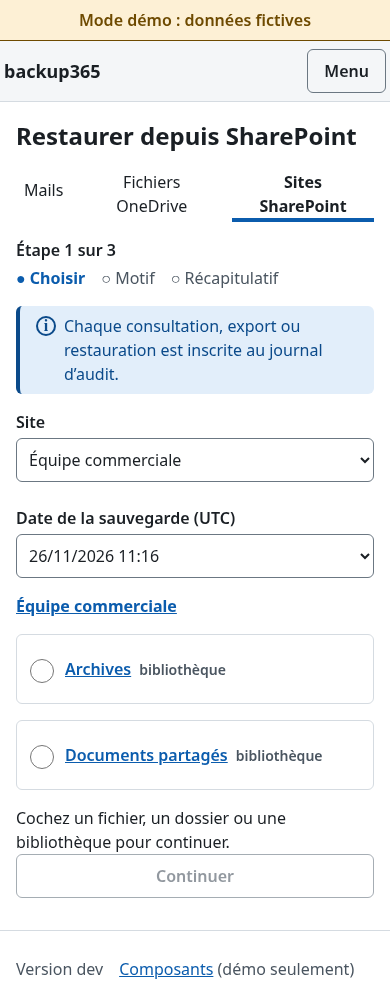 Mode démo : données fictives
backup365
Menu
Restaurer depuis SharePoint
Mails
Fichiers
OneDrive
Sites
SharePoint
Étape 1 sur 3
● Choisir ○ Motif ○ Récapitulatif
Chaque consultation, export ou
restauration est inscrite au journal
d’audit.
Site
Équipe commerciale
Date de la sauvegarde (UTC)
26/11/2026 11:16
Équipe commerciale
Archives bibliothèque
Documents partagés bibliothèque
Cochez un fichier, un dossier ou une
bibliothèque pour continuer.
Continuer
Version dev Composants (démo seulement)